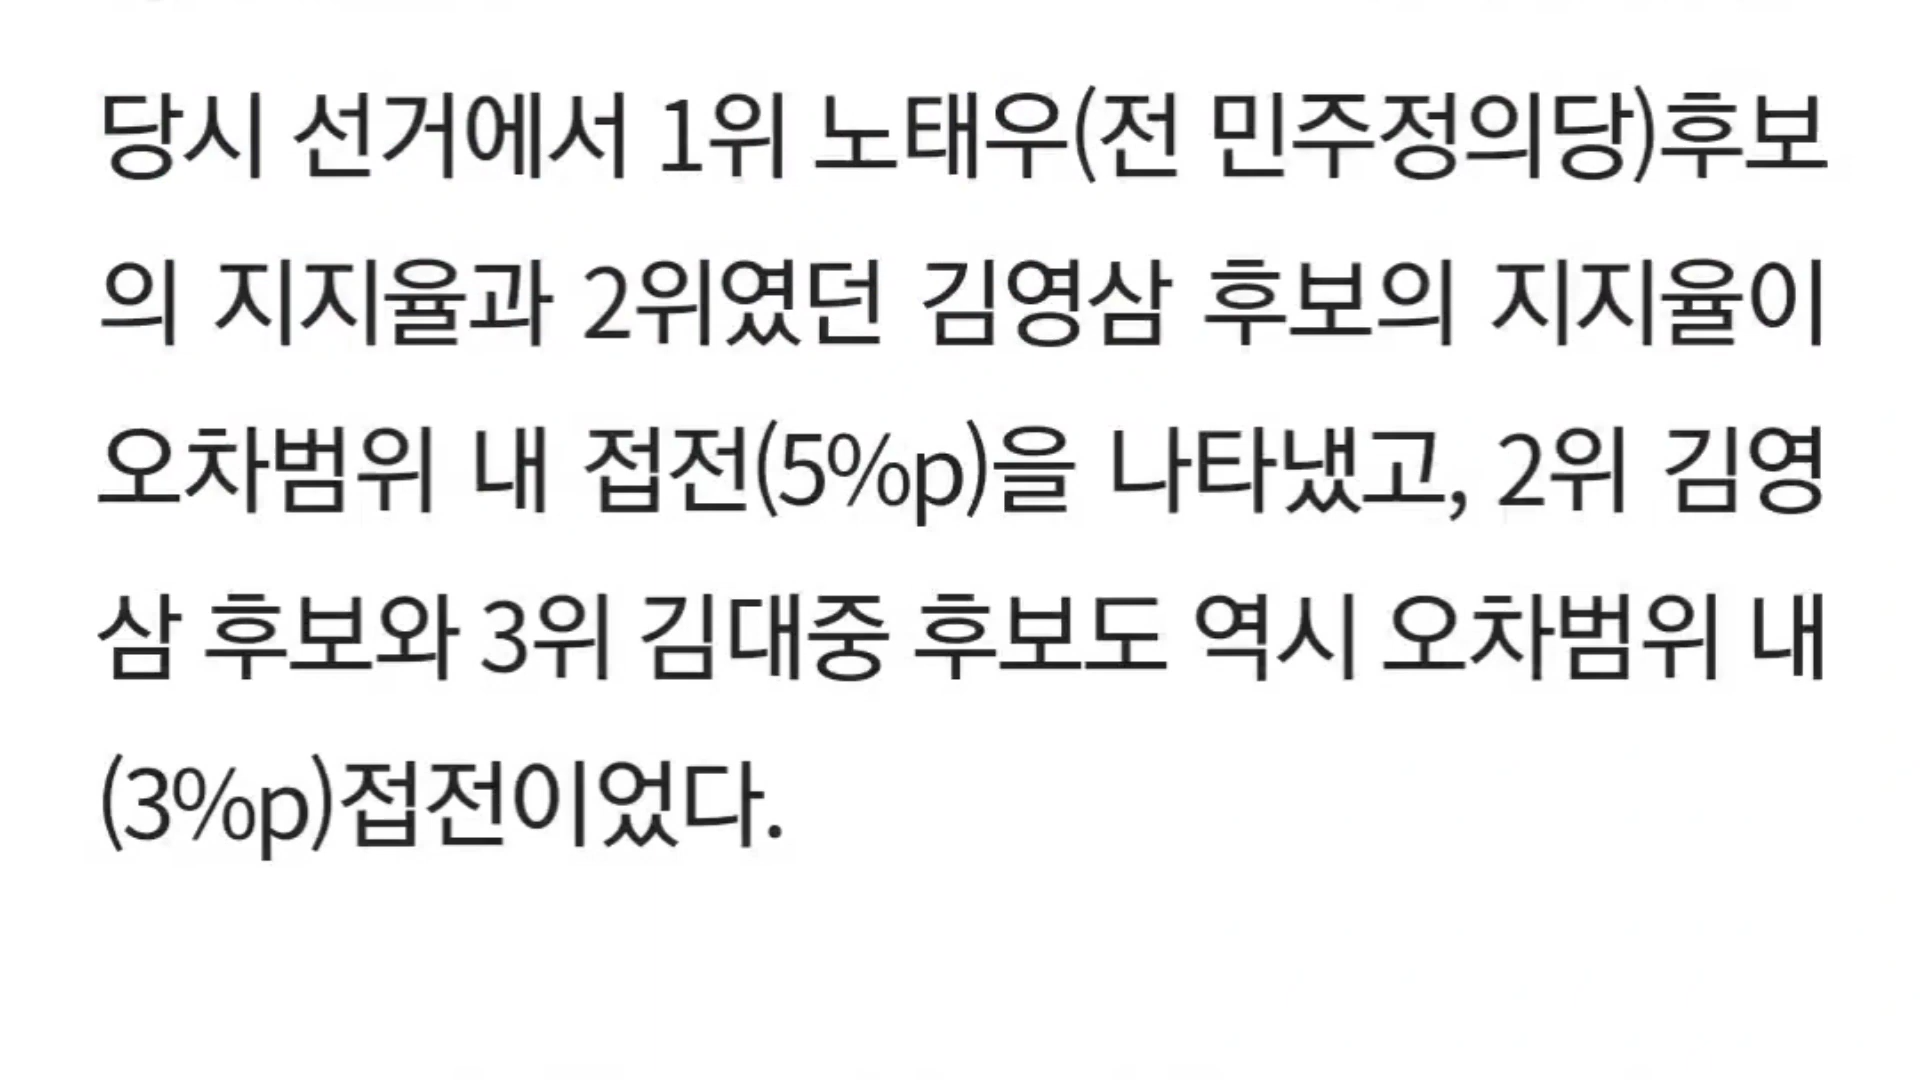 당시 선거에서 1위 노태우(전 민주정의당)후보
의 지지율과 2위였던 김영삼 후보의 지지율이
오차범위 내 접전(5%p)을 나타냈고, 2위 김영
삼 후보와 3위 김대중 후보도 역시 오차범위 내
(3%p)접전이었다.